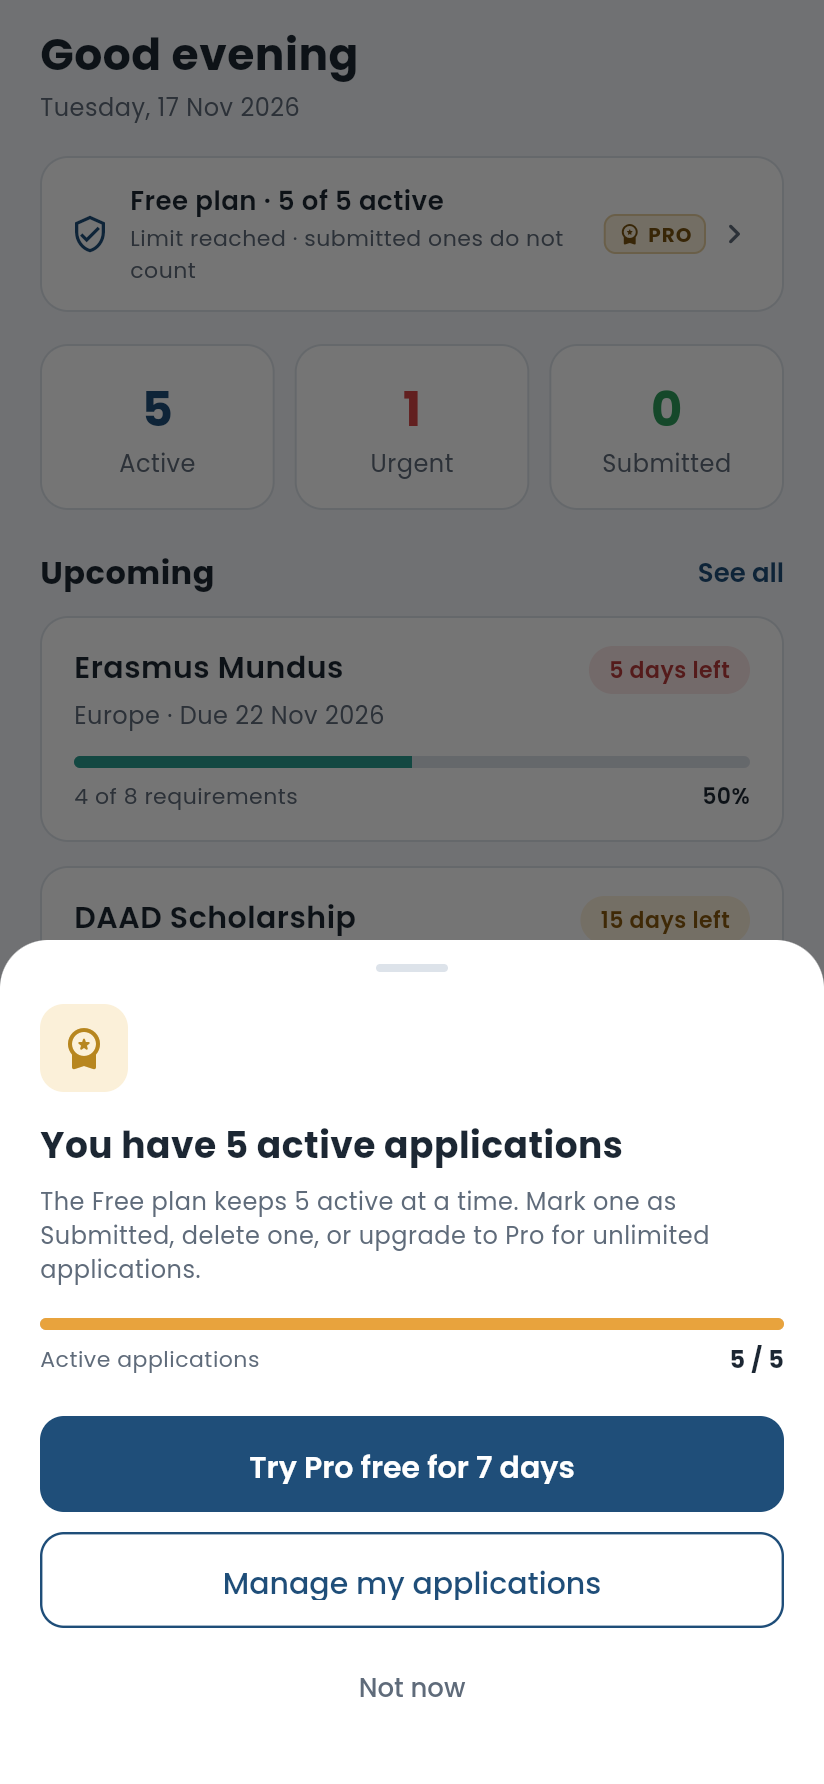 Good evening
Tuesday, 17 Nov 2026
Free plan · 5 of 5 active
Limit reached · submitted ones do not
count
PRO
5
Active
1
Urgent
0
Submitted
Upcoming
See all
Erasmus Mundus
5 days left
Europe · Due 22 Nov 2026
4 of 8 requirements
50%
DAAD Scholarship
15 days left
You have 5 active applications
The Free plan keeps 5 active at a time. Mark one as
Submitted, delete one, or upgrade to Pro for unlimited
applications.
Active applications
5 / 5
Try Pro free for 7 days
Manage my applications
Not now